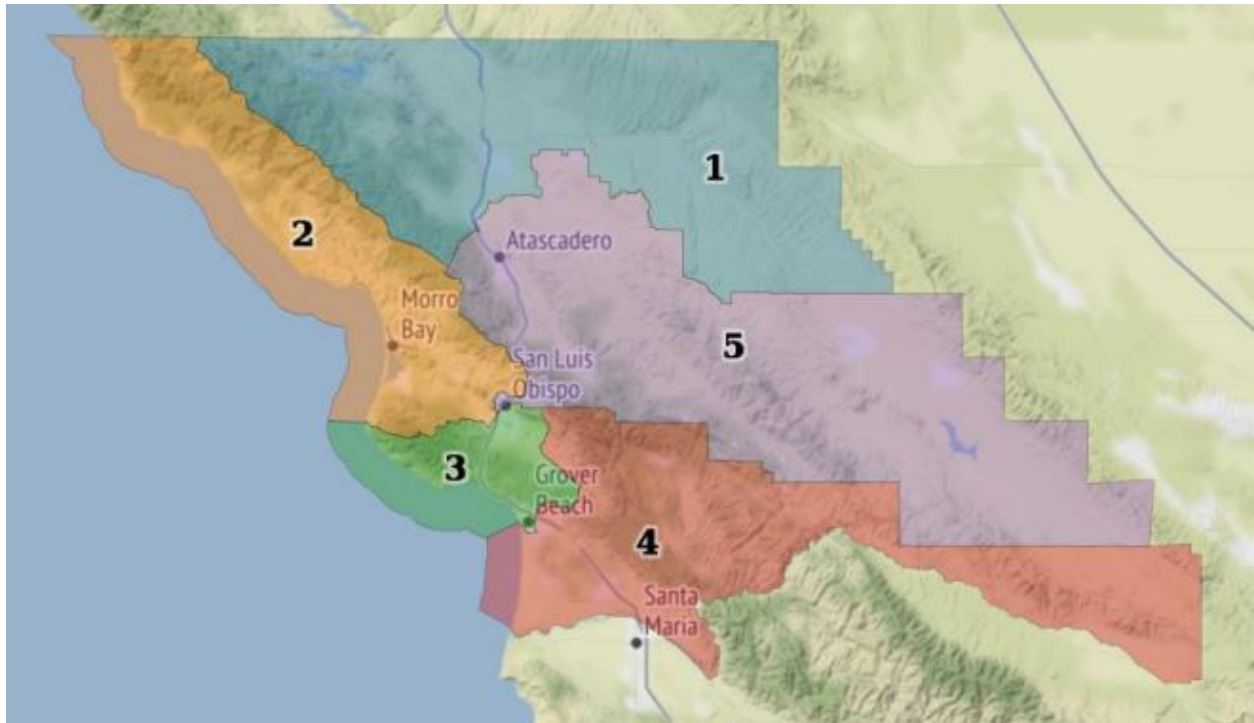 1
2
Atascadero
Morro
Bay
5
San Luis
Obispo
3
Grover
Beach
4
Santa
Maria